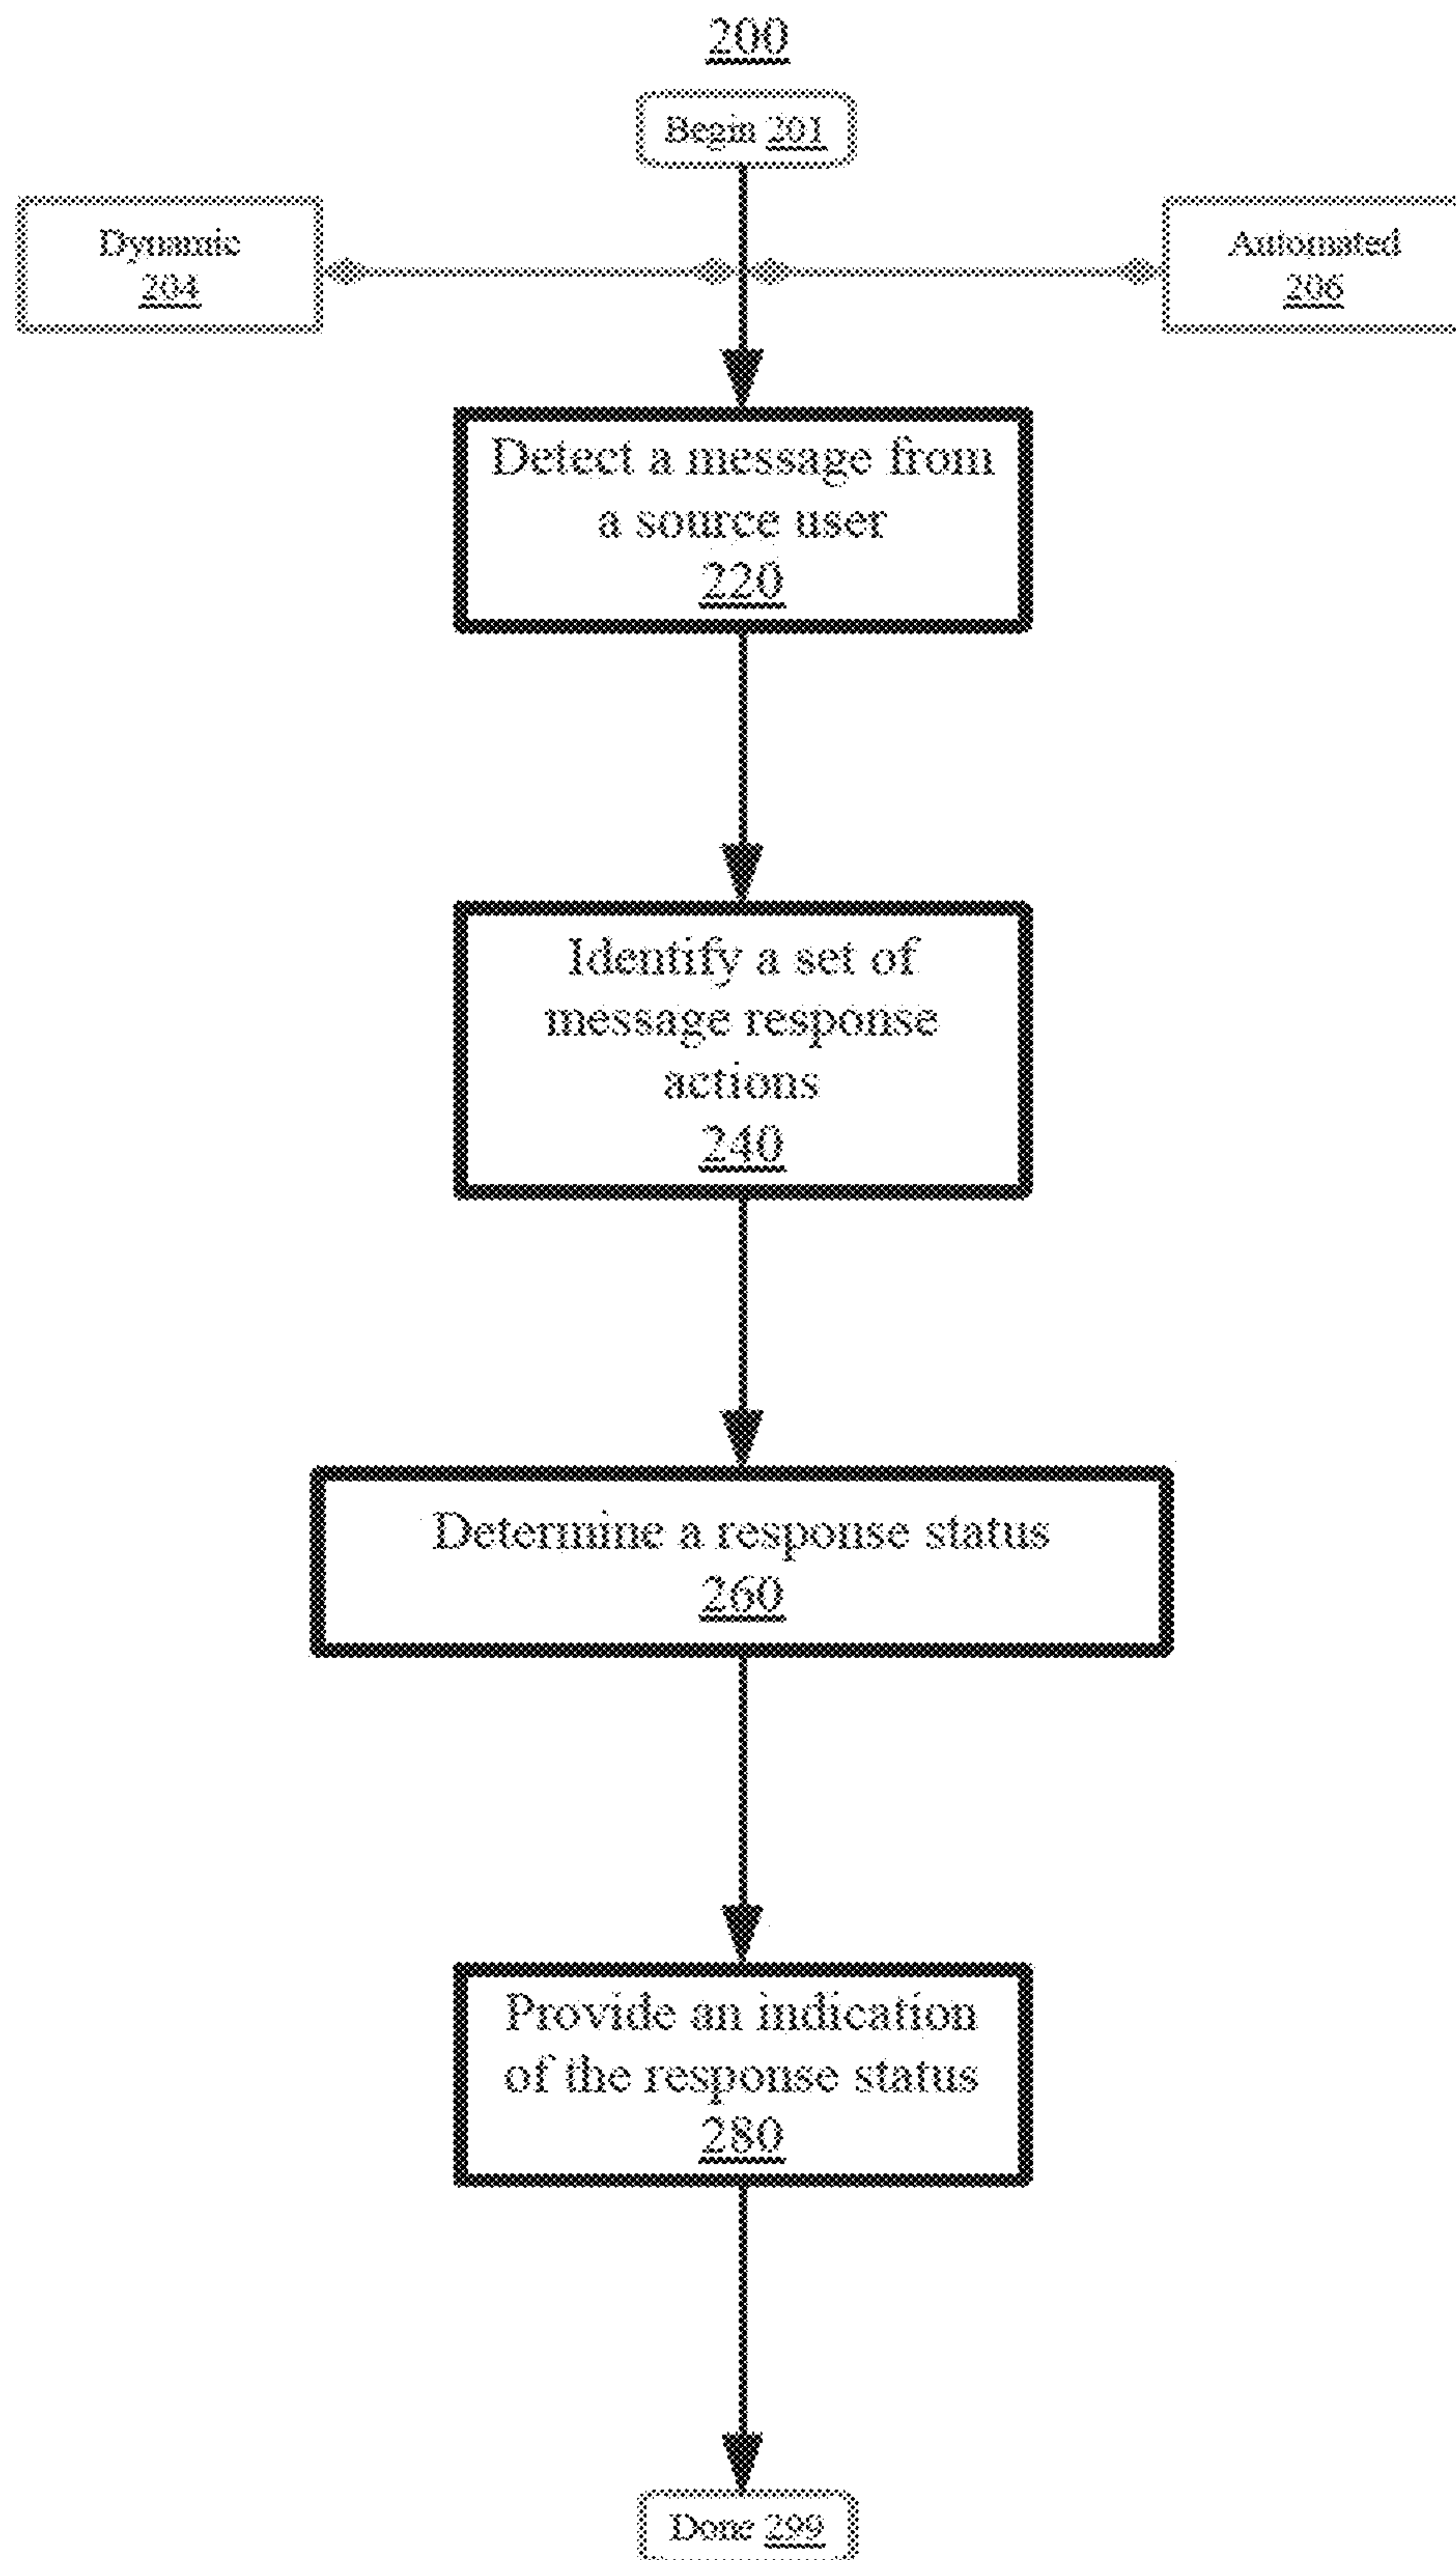 200
Begin 201
Dynamic
204
Automated
206
Detect a message from
a source user
220
Identify a set of
message response
actions
240
Determine a response status
260
Provide an indication
of the response status
280
Done 299